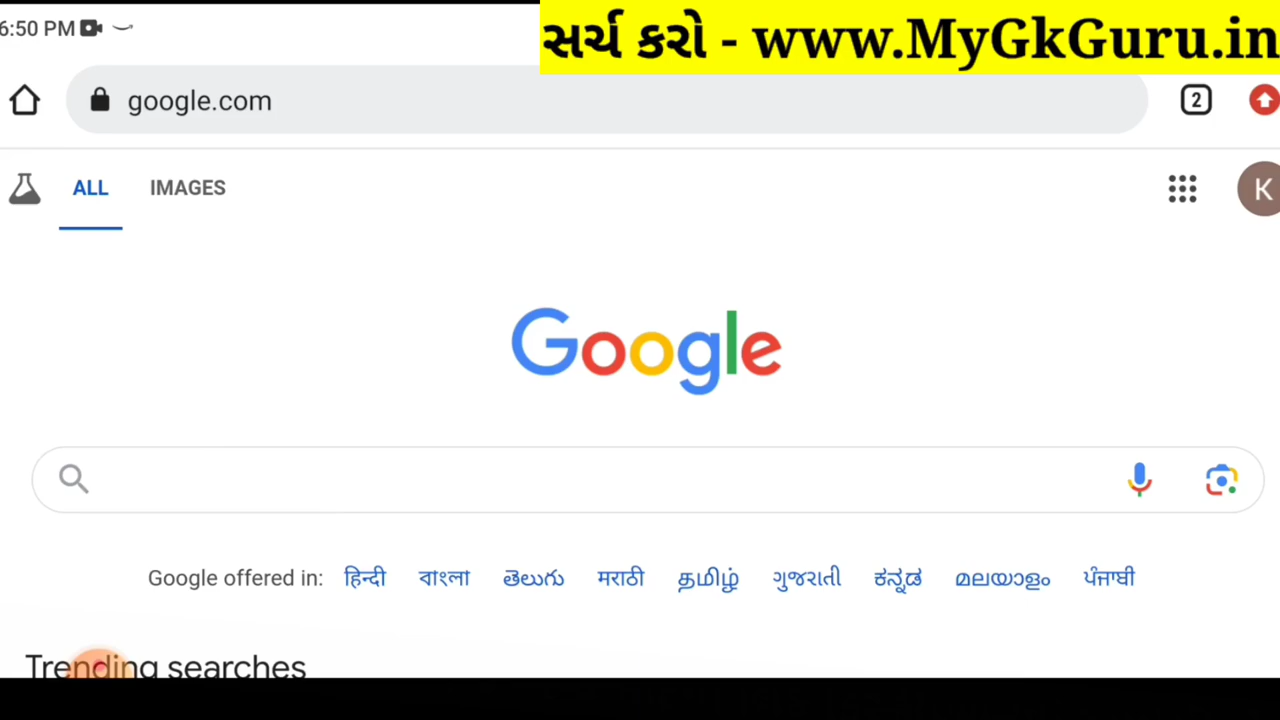 6:50 PM
સર્ચ કરો - www.MyGkGuru.in
google.com
2
ALL IMAGES
K
Google
Google offered in: हिन्दी বাংলা తెలుగు मराठी தமிழ் ગુજરાતી ಕನ್ನಡ മലയാളം ਪੰਜਾਬੀ
Trending searches